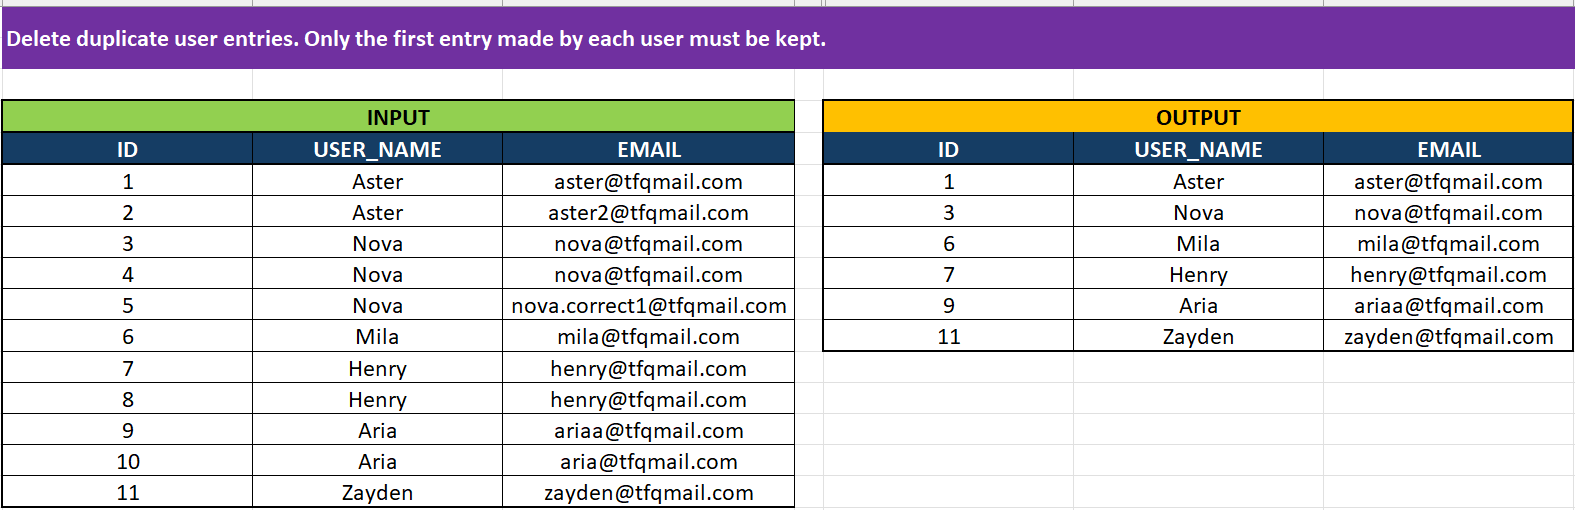 Delete duplicate user entries. Only the first entry made by each user must be kept.
INPUT
ID USER_NAME EMAIL
1 Aster aster@tfqmail.com
2 Aster aster2@tfqmail.com
3 Nova nova@tfqmail.com
4 Nova nova@tfqmail.com
5 Nova nova.correct1@tfqmail.com
6 Mila mila@tfqmail.com
7 Henry henry@tfqmail.com
8 Henry henry@tfqmail.com
9 Aria ariaa@tfqmail.com
10 Aria aria@tfqmail.com
11 Zayden zayden@tfqmail.com
OUTPUT
ID USER_NAME EMAIL
1 Aster aster@tfqmail.com
3 Nova nova@tfqmail.com
6 Mila mila@tfqmail.com
7 Henry henry@tfqmail.com
9 Aria ariaa@tfqmail.com
11 Zayden zayden@tfqmail.com